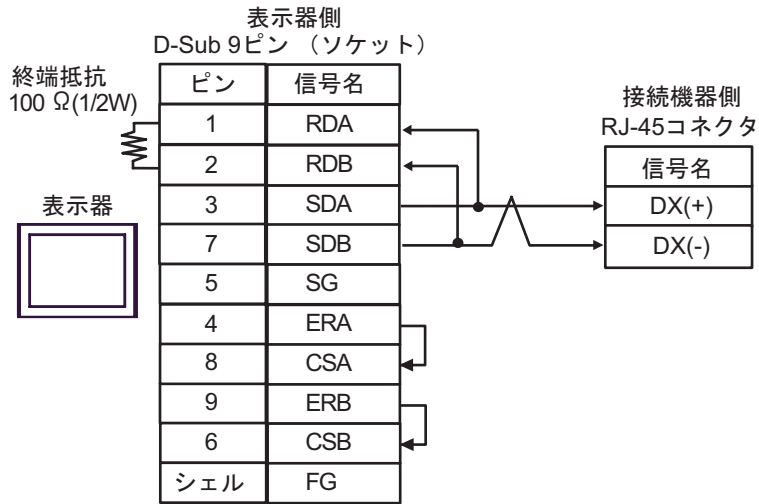 表示器側
D-Sub 9ピン （ソケット）
終端抵抗
100 Ω(1/2W)
ピン 信号名
1 RDA
2 RDB
3 SDA
7 SDB
5 SG
4 ERA
8 CSA
9 ERB
6 CSB
シェル FG
表示器
接続機器側
RJ-45コネクタ
信号名
DX(+)
DX(-)